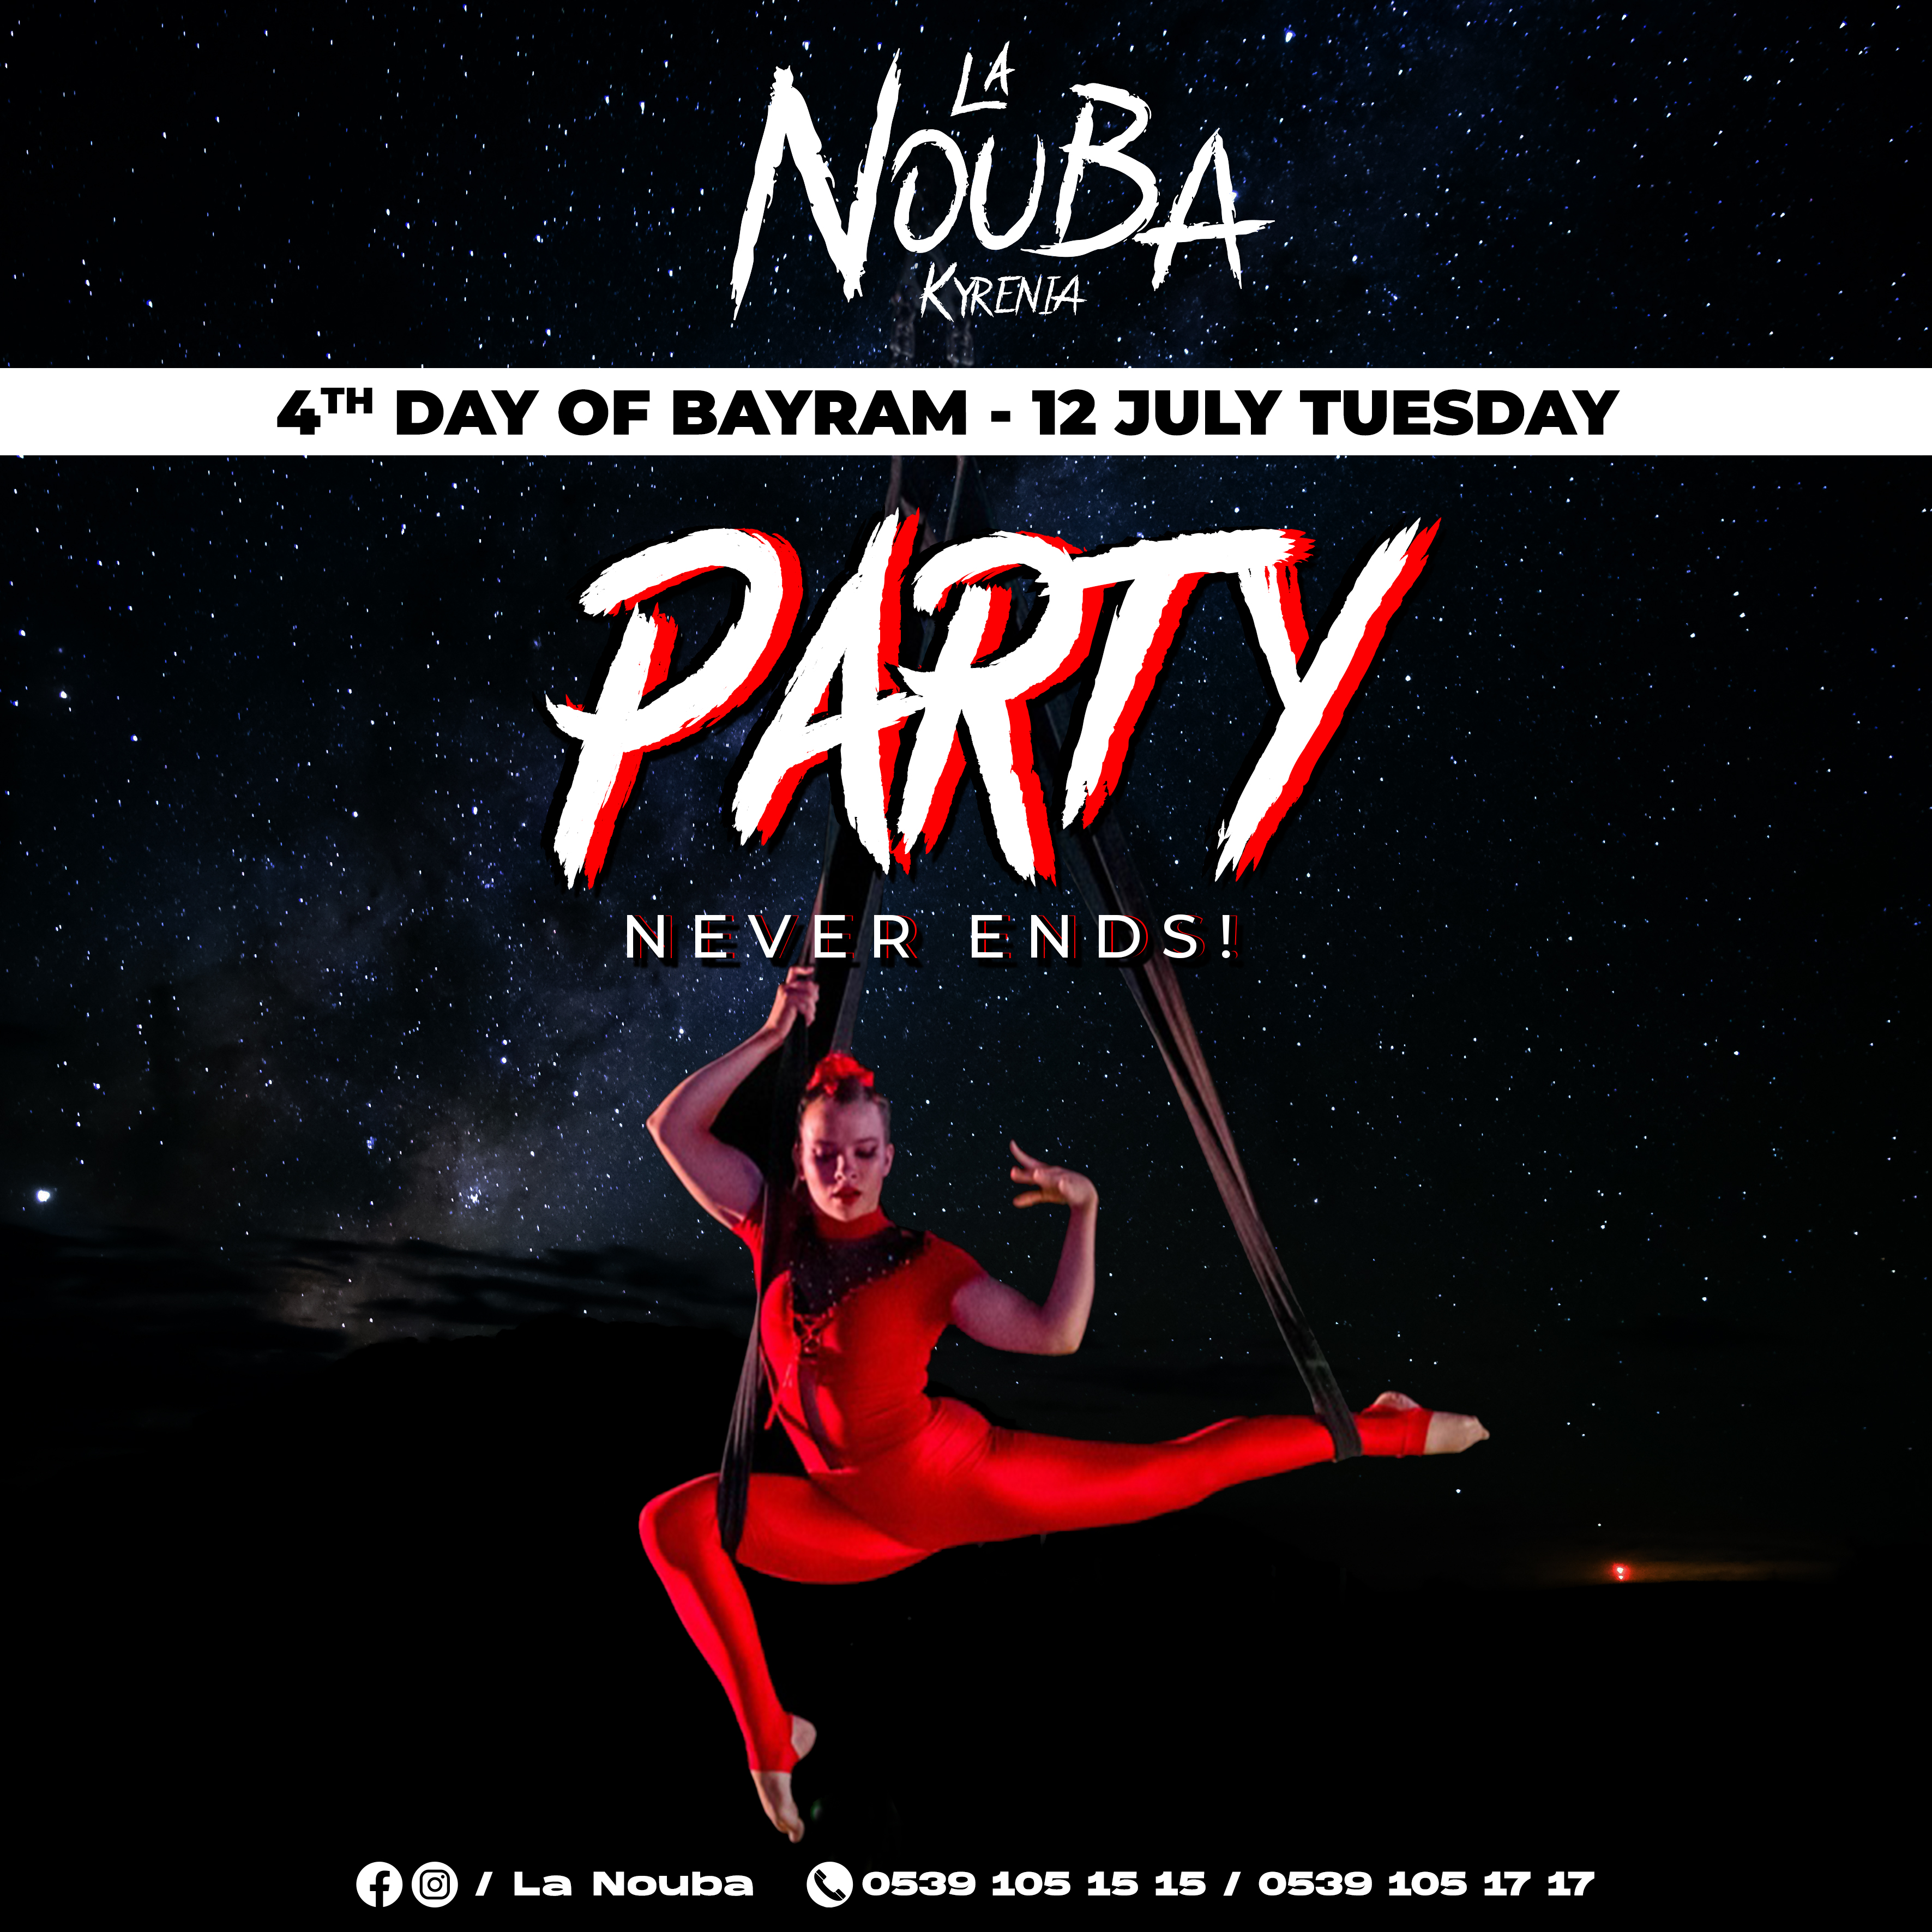 LA
NOUBA
KYRENIA
4TH DAY OF BAYRAM - 12 JULY TUESDAY
PARTY
NEVER ENDS!
/ La Nouba 0539 105 15 15 / 0539 105 17 17